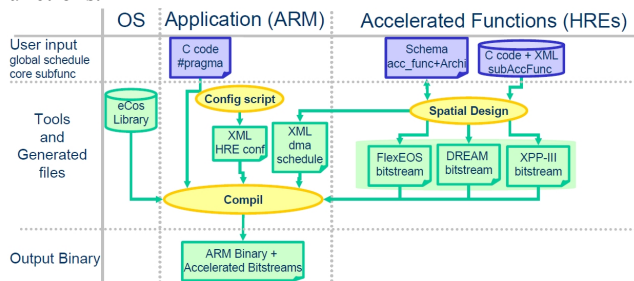 OS
Application (ARM)
Accelerated Functions (HREs)
User input
global schedule
core subfunc
C code
#pragma
Schema
acc_func+Archi
C code + XML
subAccFunc
Tools
and
Generated
files
eCos
Library
Config script
XML
HRE conf
XML
dma
schedule
Spatial Design
FlexEOS
bitstream
DREAM
bitstream
XPP-III
bitstream
Compil
Output Binary
ARM Binary +
Accelerated Bitstreams